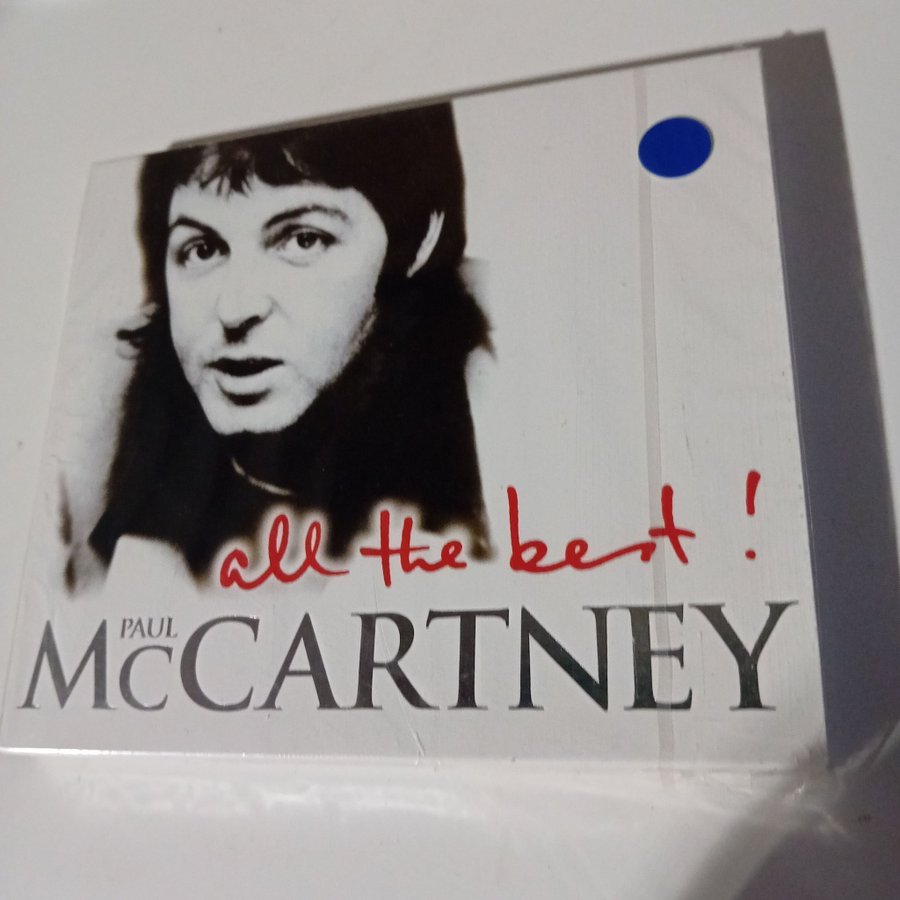 all the best!
PAUL
McCARTNEY